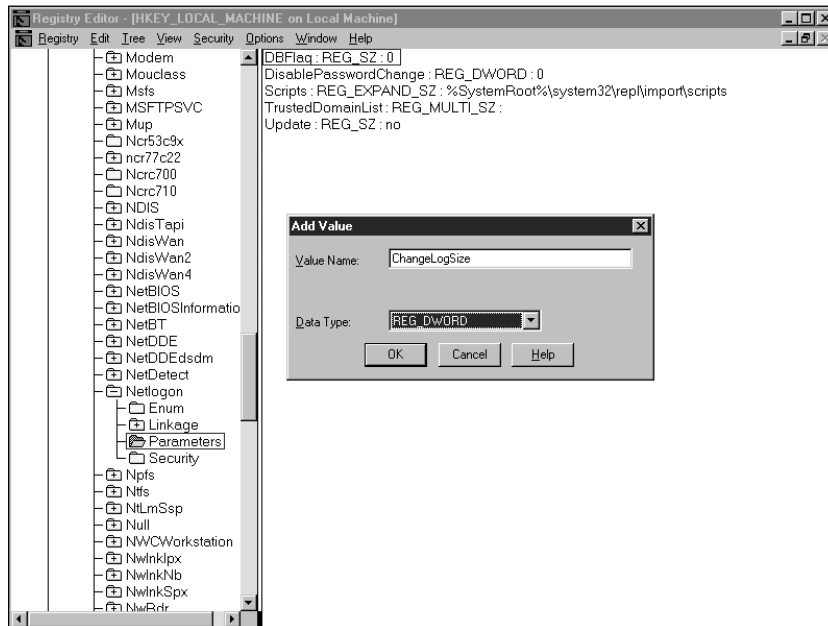 Registry Editor - [HKEY_LOCAL_MACHINE on Local Machine]
Registry Edit Tree View Security Options Window Help
Modem
Mouclass
Msfs
MSFTPSVC
Mup
Ncr53c9x
ncr77c22
Ncrc700
Ncrc710
NDIS
NdisTapi
NdisWan
NdisWan2
NdisWan4
NetBIOS
NetBIOSInformatio
NetBT
NetDDE
NetDDEdsdm
NetDetect
Netlogon
Enum
Linkage
Parameters
Security
Npfs
Ntfs
NtLmSsp
Null
NWCWorkstation
NwlnkIpx
NwlnkNb
NwlnkSpx
NwRdr
DBFlaq : REG_SZ : 0
DisablePasswordChange : REG_DWORD : 0
Scripts : REG_EXPAND_SZ : %SystemRoot%\system32\repl\import\scripts
TrustedDomainList : REG_MULTI_SZ :
Update : REG_SZ : no
Add Value
Value Name: ChangeLogSize
Data Type: REG_DWORD
OK Cancel Help